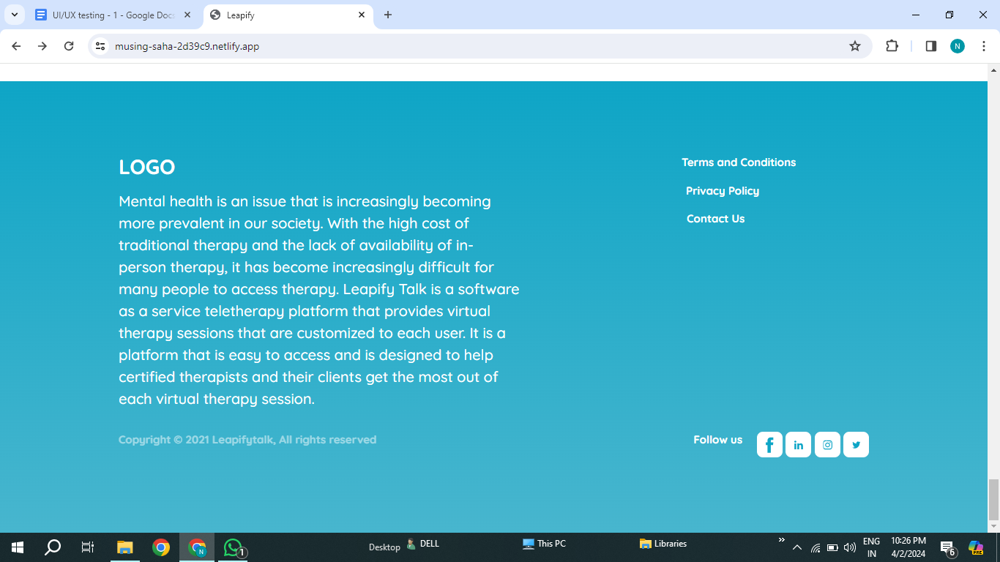 UI/UX testing - 1 - Google Docs
Leapify
musing-saha-2d39c9.netlify.app
N
LOGO
Mental health is an issue that is increasingly becoming
more prevalent in our society. With the high cost of
traditional therapy and the lack of availability of in-
person therapy, it has become increasingly difficult for
many people to access therapy. Leapify Talk is a software
as a service teletherapy platform that provides virtual
therapy sessions that are customized to each user. It is a
platform that is easy to access and is designed to help
certified therapists and their clients get the most out of
each virtual therapy session.
Copyright © 2021 Leapifytalk, All rights reserved
Terms and Conditions
Privacy Policy
Contact Us
Follow us
Desktop
DELL
This PC
Libraries
ENG
IN
10:26 PM
4/2/2024
N
1
6
PRE